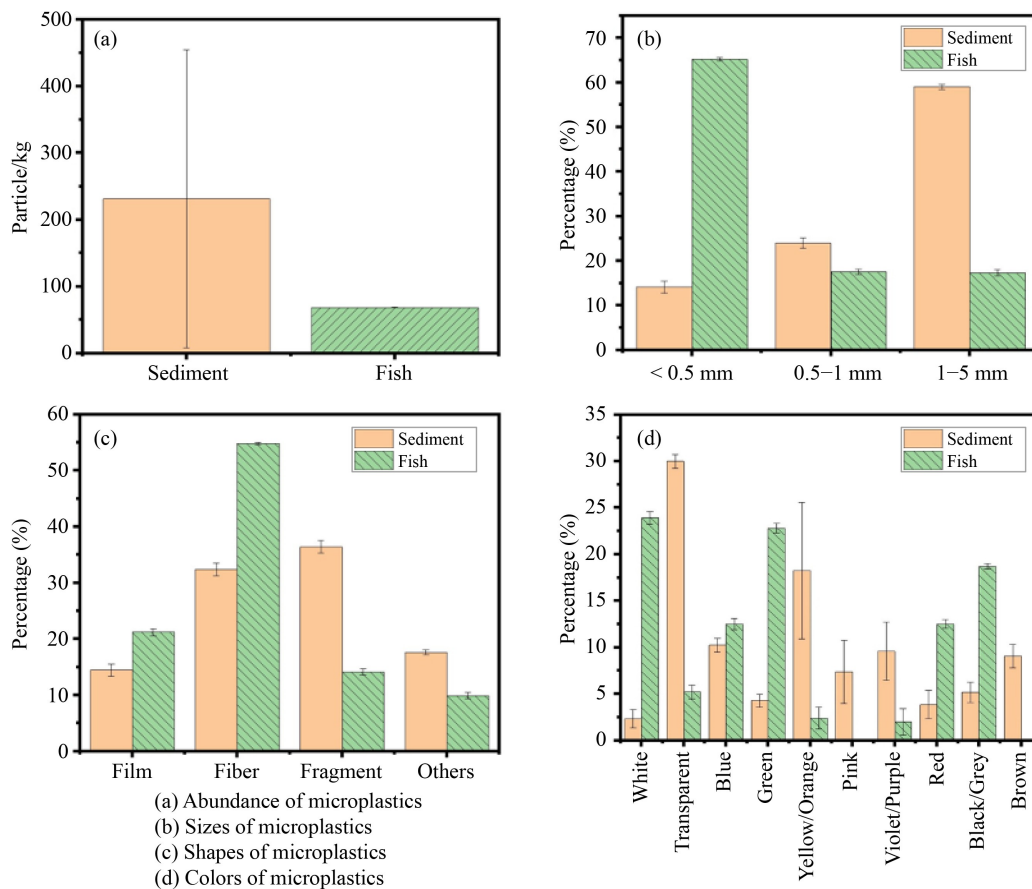 (a)
500
400
300
200
100
0
Particle/kg
Sediment
Fish
(b)
Sediment
Fish
70
60
50
40
30
20
10
0
Percentage (%)
< 0.5 mm
0.5−1 mm
1−5 mm
(c)
Sediment
Fish
60
50
40
30
20
10
0
Percentage (%)
Film
Fiber
Fragment
Others
(d)
Sediment
Fish
35
30
25
20
15
10
5
0
Percentage (%)
White
Transparent
Blue
Green
Yellow/Orange
Pink
Violet/Purple
Red
Black/Grey
Brown
(a) Abundance of microplastics
(b) Sizes of microplastics
(c) Shapes of microplastics
(d) Colors of microplastics